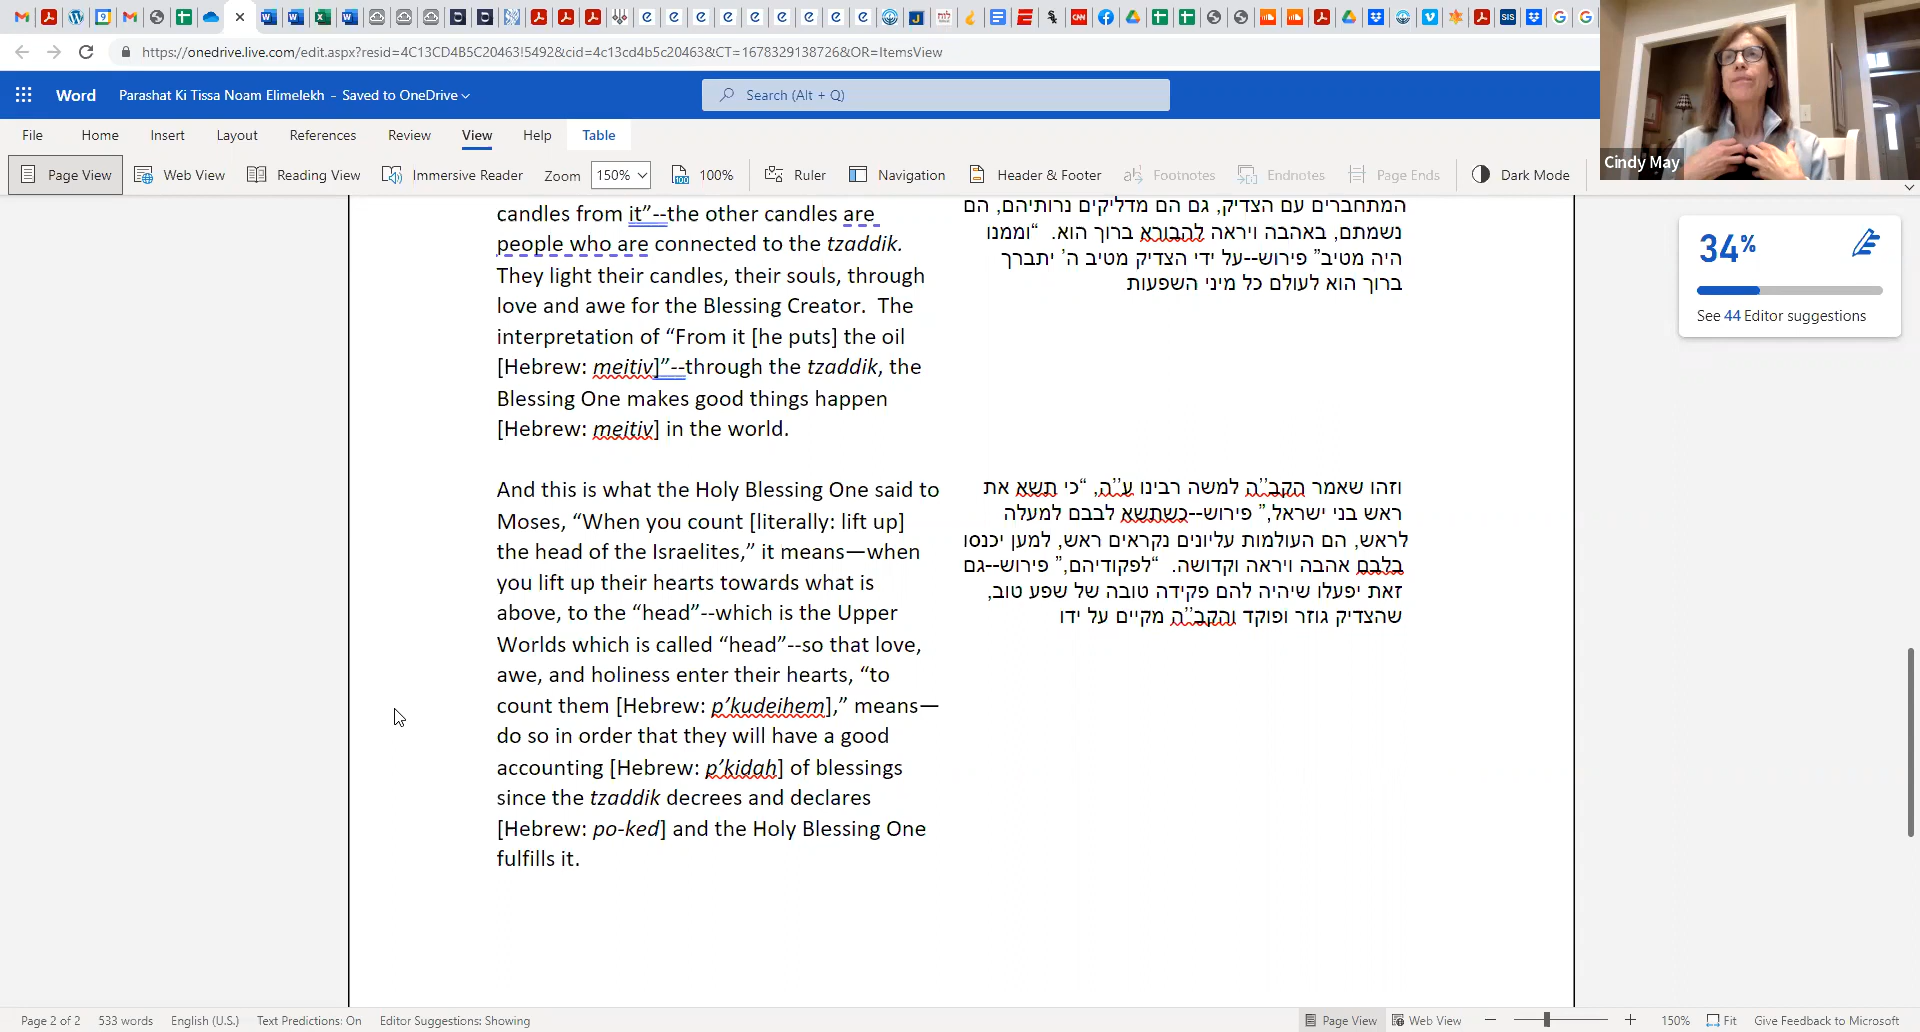 https://onedrive.live.com/edit.aspx?resid=4C13CD4B5C20463!5492&cid=4c13cd4b5c20463&CT=1678329138726&OR=ItemsView
Word
Parashat Ki Tissa Noam Elimelekh - Saved to OneDrive
Search (Alt + Q)
File Home Insert Layout References Review View Help Table
Page View Web View Reading View Immersive Reader Zoom 150% 100% Ruler Navigation Header & Footer Footnotes Endnotes Page Ends Dark Mode
Cindy May
34%
See 44 Editor suggestions
candles from it”--the other candles are
people who are connected to the tzaddik.
They light their candles, their souls, through
love and awe for the Blessing Creator.  The
interpretation of “From it [he puts] the oil
[Hebrew: meitiv]”--through the tzaddik, the
Blessing One makes good things happen
[Hebrew: meitiv] in the world.
And this is what the Holy Blessing One said to
Moses, “When you count [literally: lift up]
the head of the Israelites,” it means—when
you lift up their hearts towards what is
above, to the “head”--which is the Upper
Worlds which is called “head”--so that love,
awe, and holiness enter their hearts, “to
count them [Hebrew: p’kudeihem],” means—
do so in order that they will have a good
accounting [Hebrew: p’kidah] of blessings
since the tzaddik decrees and declares
[Hebrew: po-ked] and the Holy Blessing One
fulfills it.
המתחברים עם הצדיק, גם הם מדליקים נרותיהם, הם
נשמתם, באהבה ויראה להבורא ברוך הוא. “וממנו
היה מטיב” פירוש--על ידי הצדיק מטיב ה’ יתברך
ברוך הוא לעולם כל מיני השפעות
וזהו שאמר הקב’’ה למשה רבינו ע’’ה, “כי תשא את
ראש בני ישראל,” פירוש--כשתשא לבבם למעלה
לראש, הם העולמות עליונים נקראים ראש, למען יכנסו
בלבם אהבה ויראה וקדושה. “לפקודיהם,” פירוש--גם
זאת יפעלו שיהיה להם פקידה טובה של שפע טוב,
שהצדיק גוזר ופוקד והקב’’ה מקיים על ידו
Page 2 of 2 533 words English (U.S.) Text Predictions: On Editor Suggestions: Showing Page View Web View 150% Fit Give Feedback to Microsoft